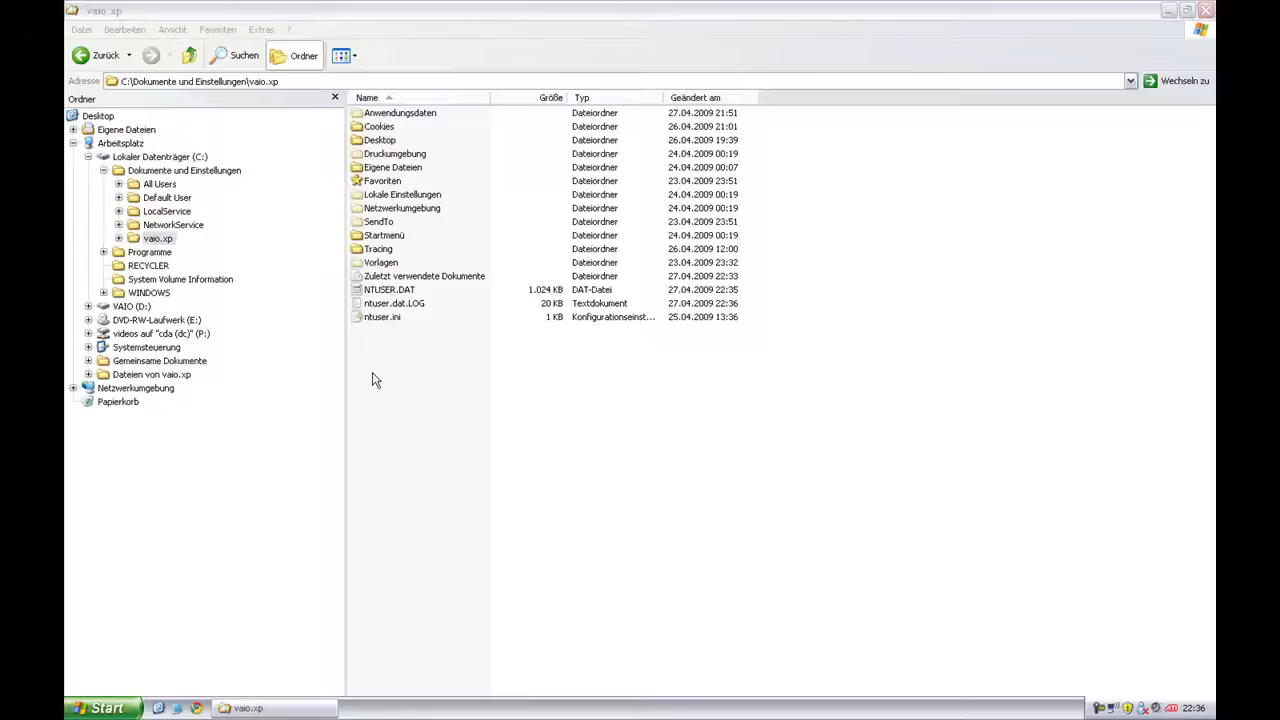 vaio.xp
Datei Bearbeiten Ansicht Favoriten Extras
Zurück Suchen Ordner
Adresse C:\Dokumente und Einstellungen\vaio.xp Wechseln zu
Ordner
Desktop
Eigene Dateien
Arbeitsplatz
Lokaler Datenträger (C:)
Dokumente und Einstellungen
All Users
Default User
LocalService
NetworkService
vaio.xp
Programme
RECYCLER
System Volume Information
WINDOWS
VAIO (D:)
DVD-RW-Laufwerk (E:)
videos auf "cda (dc)" (P:)
Systemsteuerung
Gemeinsame Dokumente
Dateien von vaio.xp
Netzwerkumgebung
Papierkorb
Name Größe Typ Geändert am
Anwendungsdaten Dateiordner 27.04.2009 21:51
Cookies Dateiordner 26.04.2009 21:01
Desktop Dateiordner 26.04.2009 19:39
Druckumgebung Dateiordner 24.04.2009 00:19
Eigene Dateien Dateiordner 24.04.2009 00:07
Favoriten Dateiordner 23.04.2009 23:51
Lokale Einstellungen Dateiordner 24.04.2009 00:19
Netzwerkumgebung Dateiordner 24.04.2009 00:19
SendTo Dateiordner 23.04.2009 23:51
Startmenü Dateiordner 24.04.2009 00:19
Tracing Dateiordner 26.04.2009 12:00
Vorlagen Dateiordner 23.04.2009 23:32
Zuletzt verwendete Dokumente Dateiordner 27.04.2009 22:33
NTUSER.DAT 1.024 KB DAT-Datei 27.04.2009 22:35
ntuser.dat.LOG 20 KB Textdokument 27.04.2009 22:36
ntuser.ini 1 KB Konfigurationseinst... 25.04.2009 13:36
Start vaio.xp ATI 22:36